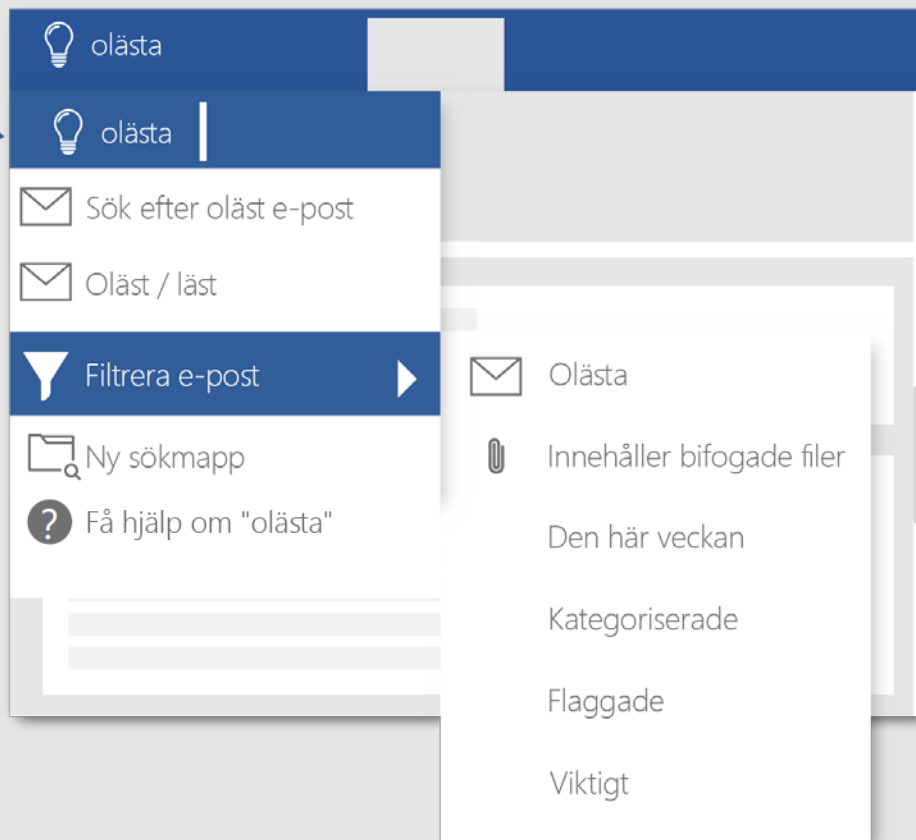 olästa
olästa
Sök efter oläst e-post
Oläst / läst
Filtrera e-post
Ny sökmapp
Få hjälp om "olästa"
Olästa
Innehåller bifogade filer
Den här veckan
Kategoriserade
Flaggade
Viktigt